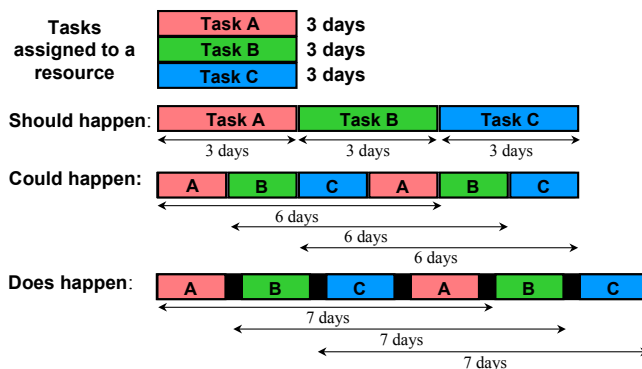 Tasks
assigned to a
resource
Task A 3 days
Task B 3 days
Task C 3 days
Should happen: Task A Task B Task C
3 days 3 days 3 days
Could happen: A B C A B C
6 days
6 days
6 days
Does happen: A B C A B C
7 days
7 days
7 days